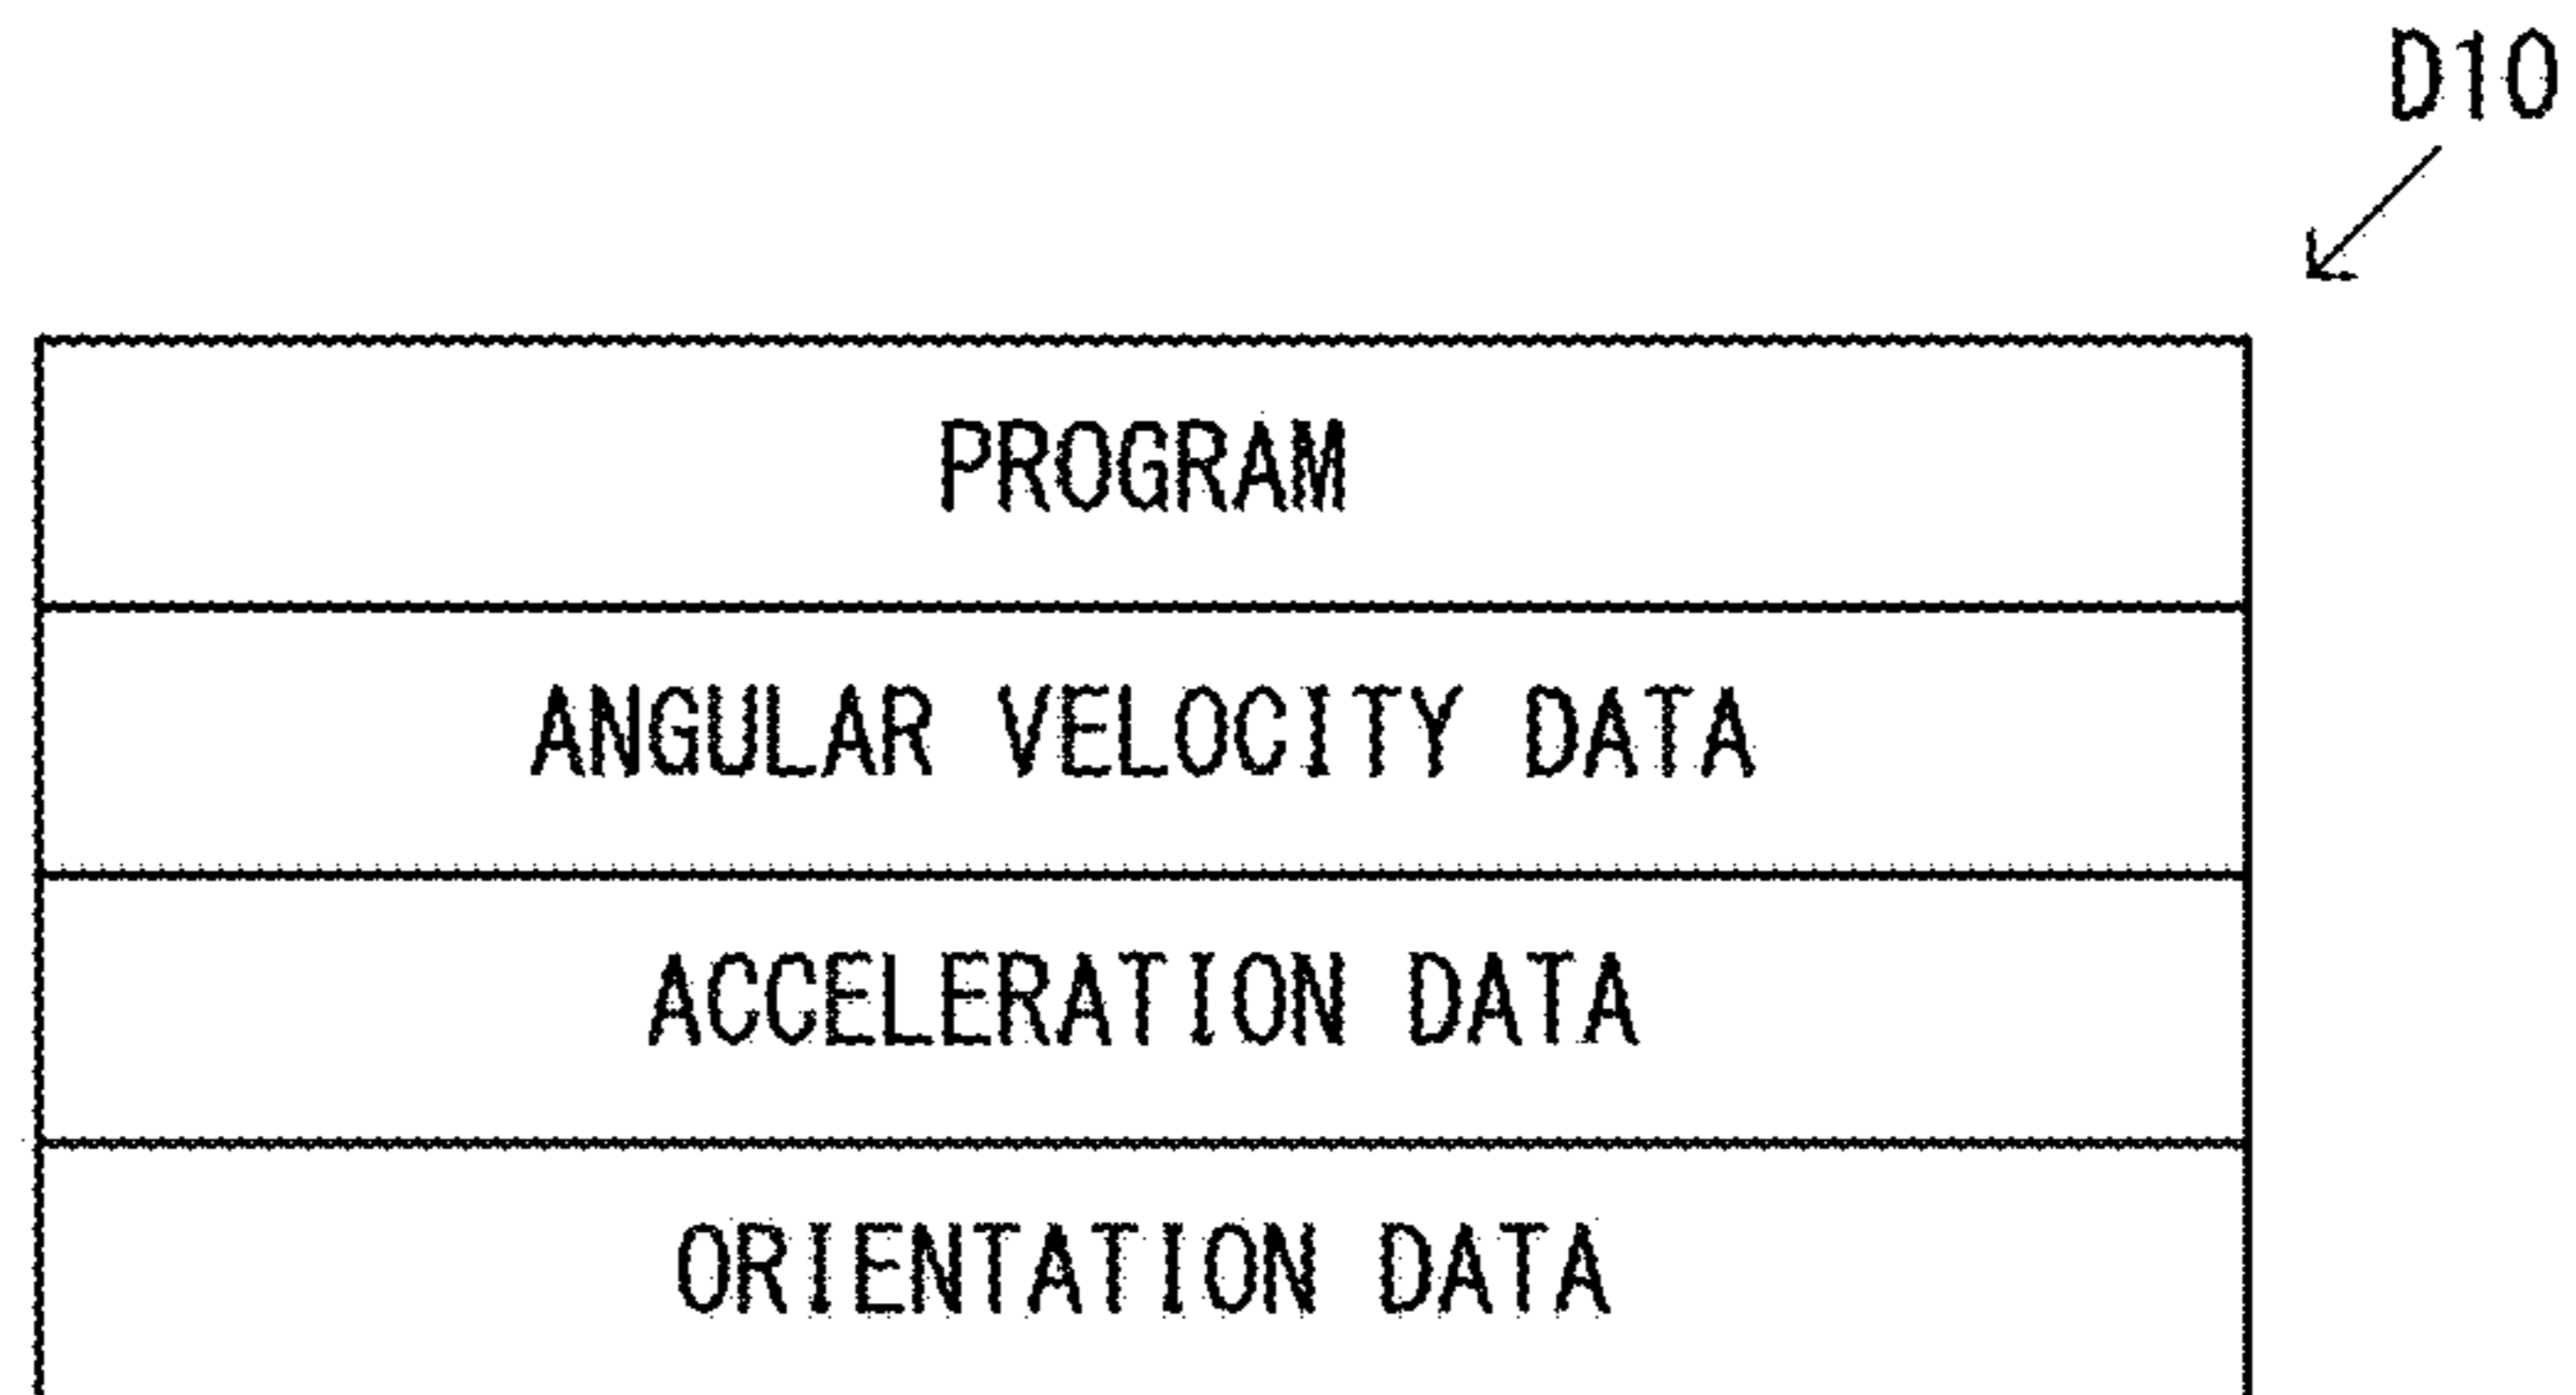 D10
PROGRAM
ANGULAR VELOCITY DATA
ACCELERATION DATA
ORIENTATION DATA